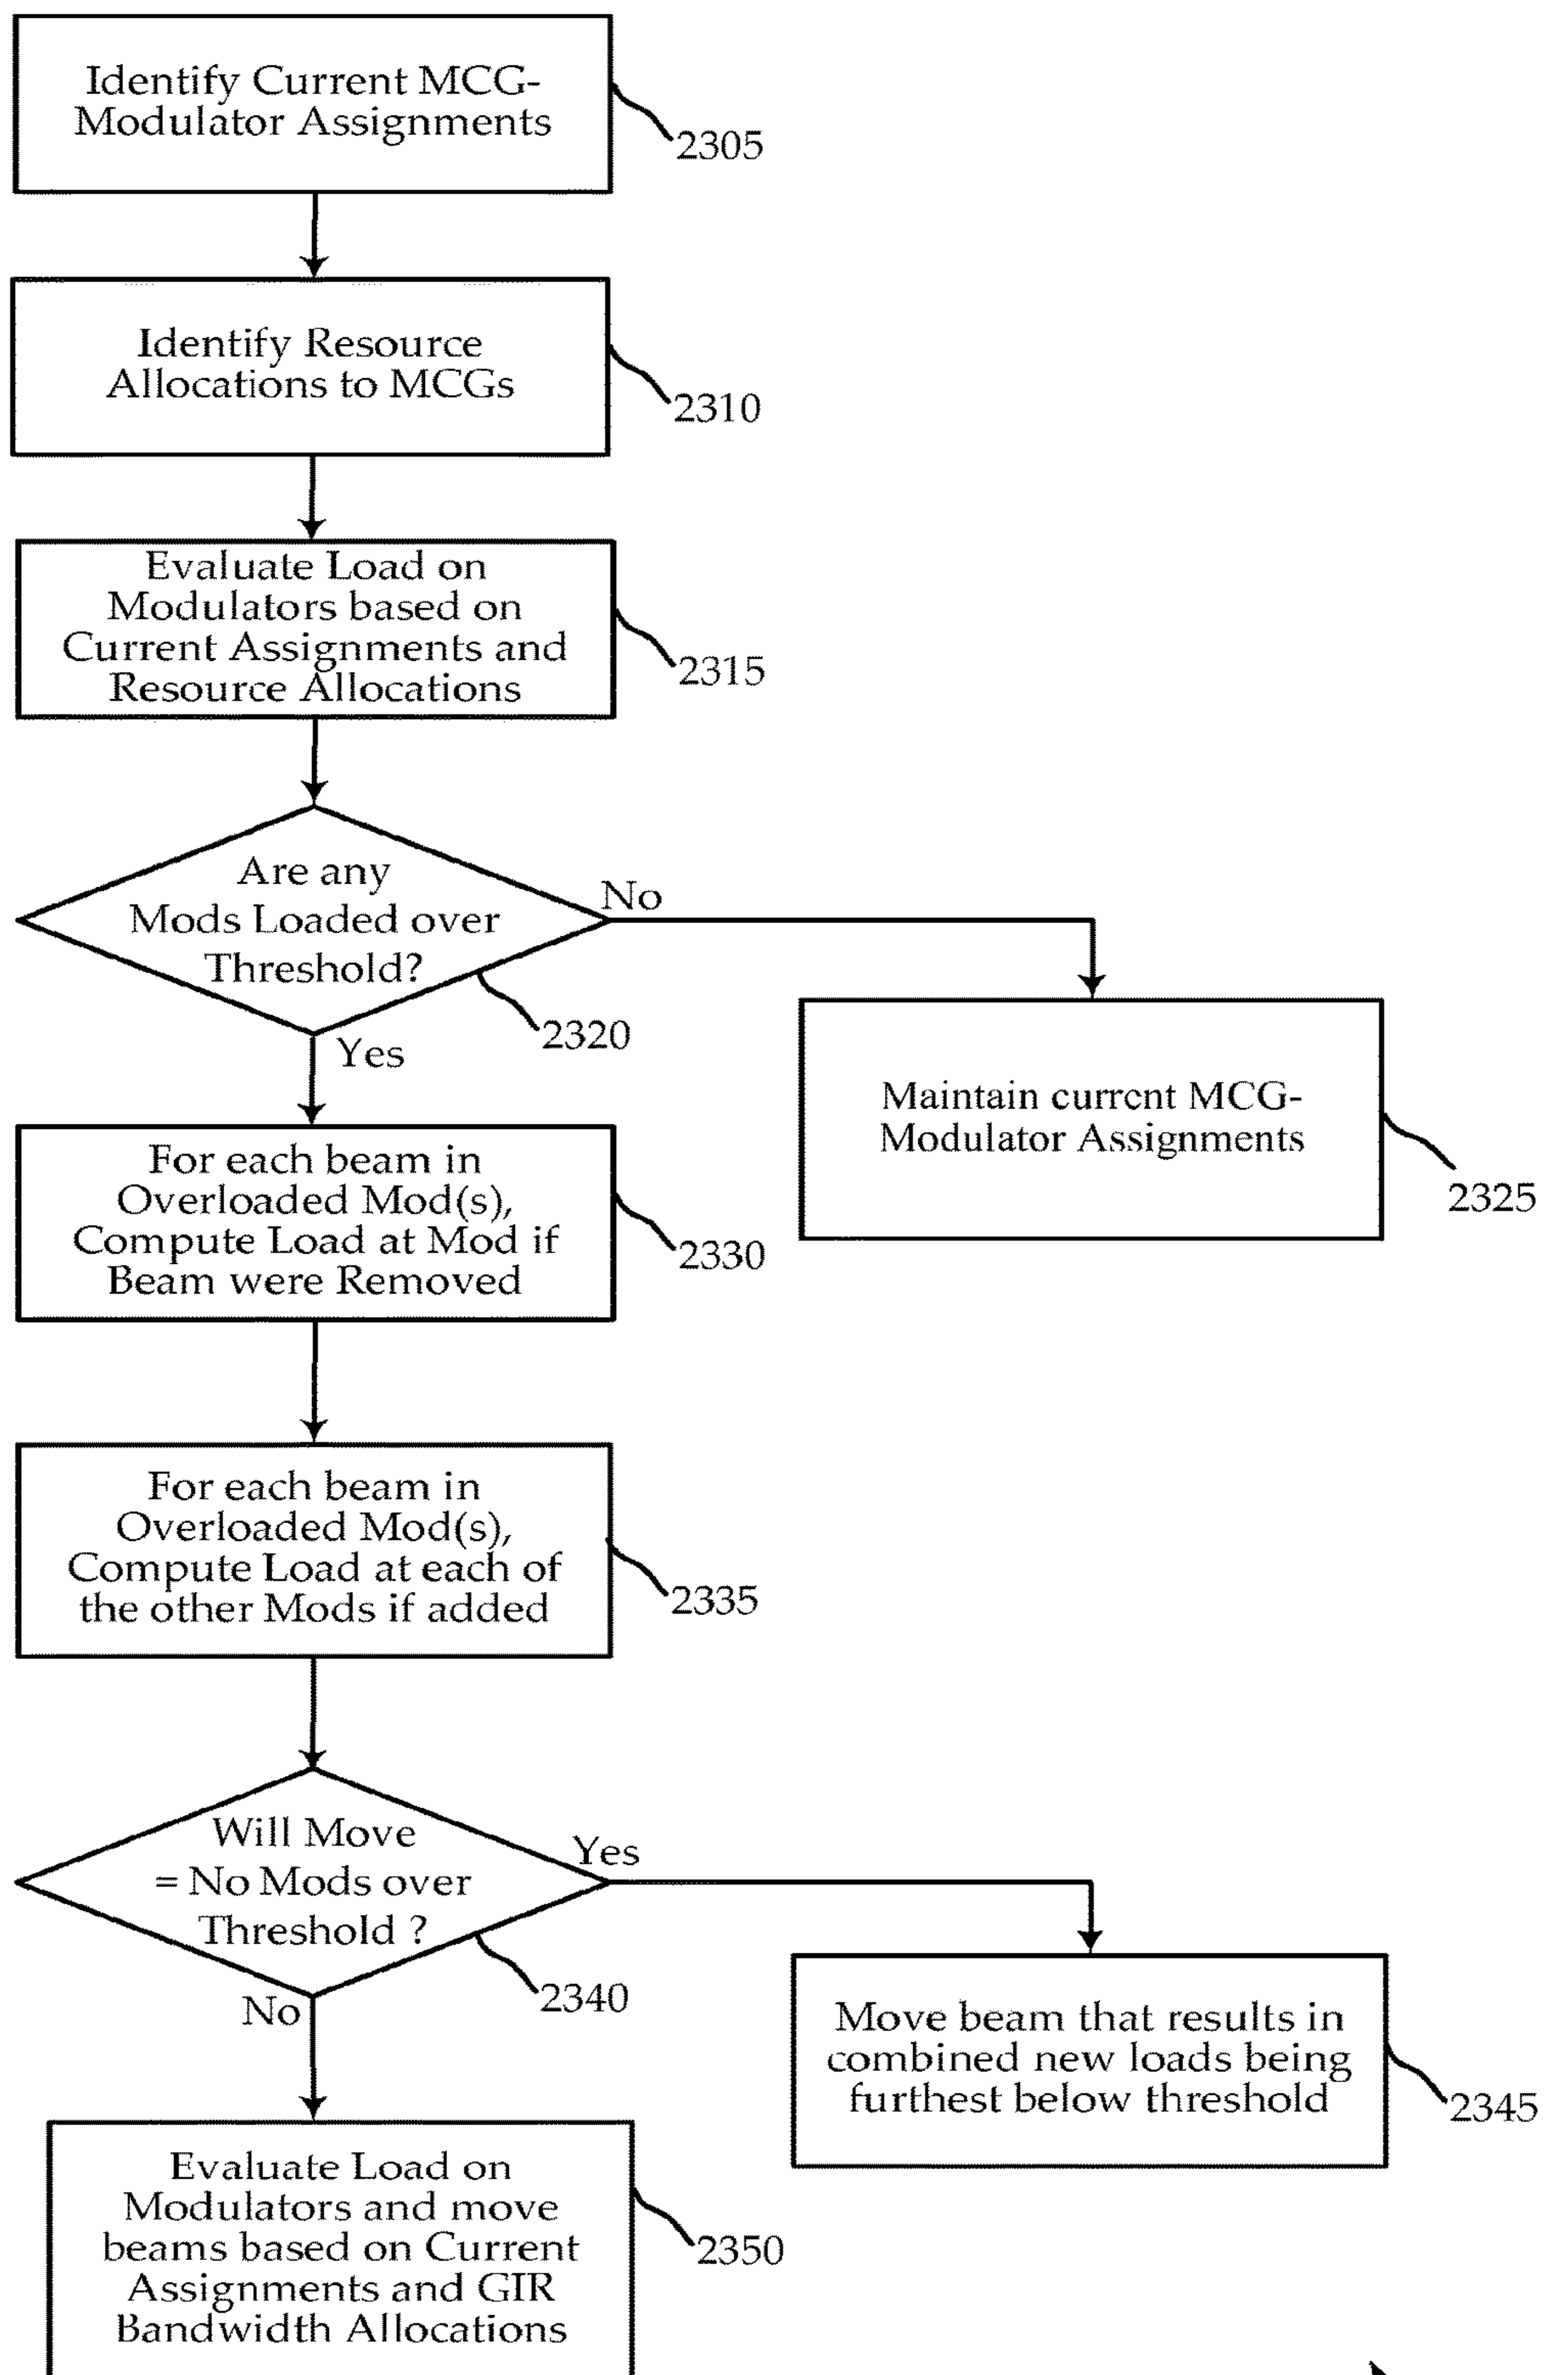 Identify Current MCG-
Modulator Assignments
2305
Identify Resource
Allocations to MCGs
2310
Evaluate Load on
Modulators based on
Current Assignments and
Resource Allocations
2315
Are any
Mods Loaded over
Threshold?
No
2320
Yes
Maintain current MCG-
Modulator Assignments
2325
For each beam in
Overloaded Mod(s),
Compute Load at Mod if
Beam were Removed
2330
For each beam in
Overloaded Mod(s),
Compute Load at each of
the other Mods if added
2335
Will Move
= No Mods over
Threshold ?
Yes
2340
No
Move beam that results in
combined new loads being
furthest below threshold
2345
Evaluate Load on
Modulators and move
beams based on Current
Assignments and GIR
Bandwidth Allocations
2350